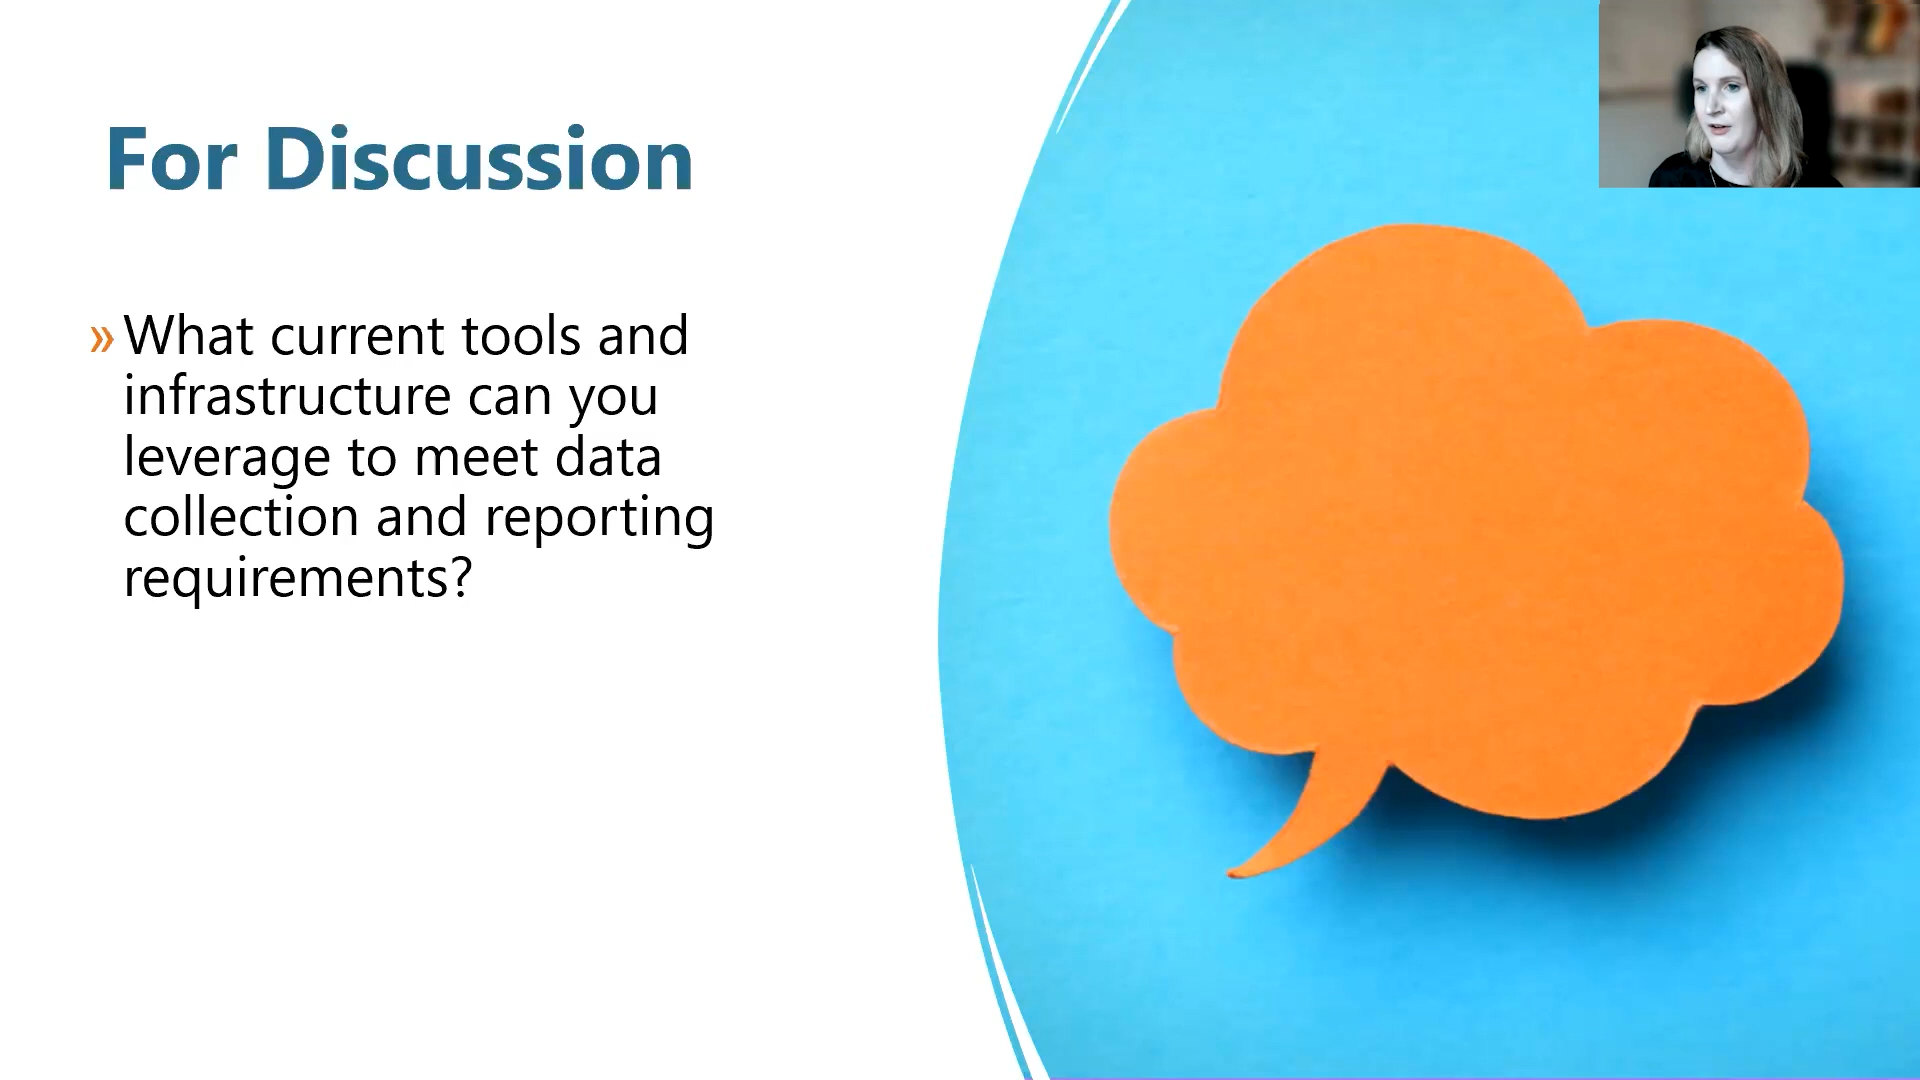 For Discussion
» What current tools and
infrastructure can you
leverage to meet data
collection and reporting
requirements?